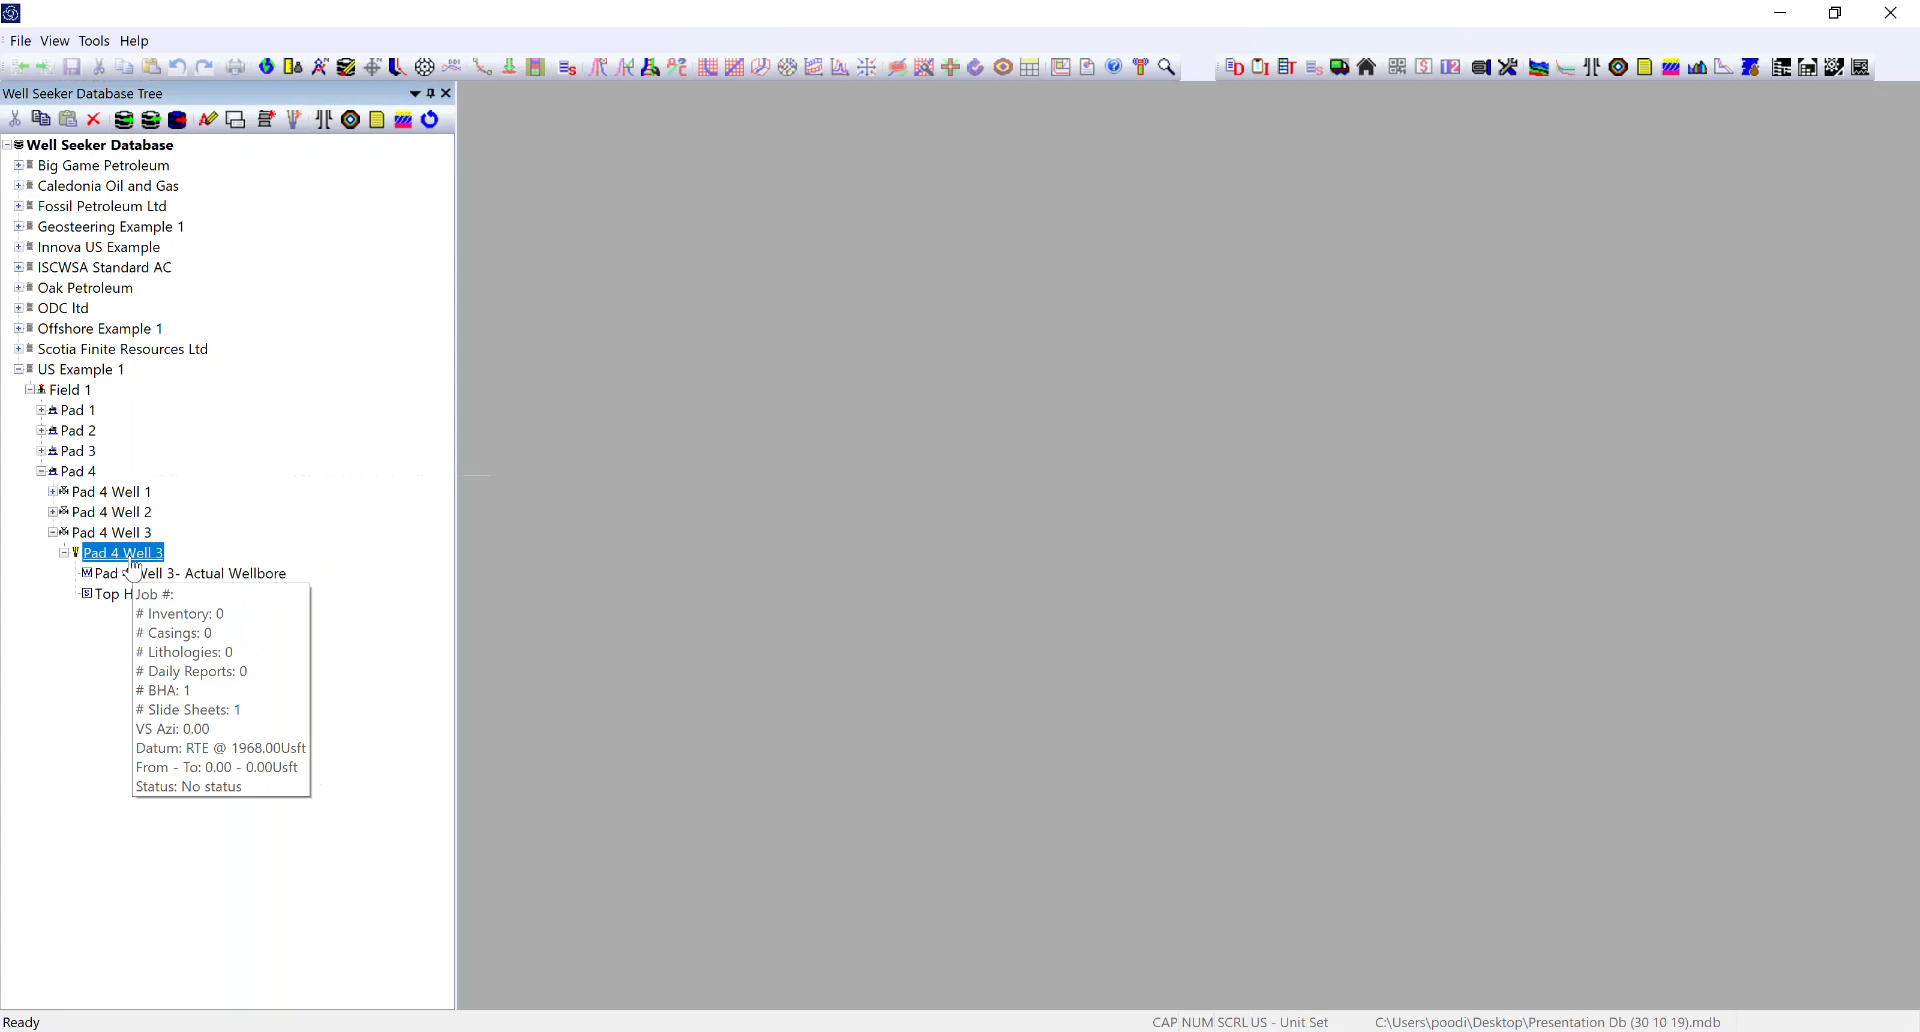 File View Tools Help
Well Seeker Database Tree
Well Seeker Database
Big Game Petroleum
Caledonia Oil and Gas
Fossil Petroleum Ltd
Geosteering Example 1
Innova US Example
ISCWSA Standard AC
Oak Petroleum
ODC ltd
Offshore Example 1
Scotia Finite Resources Ltd
US Example 1
Field 1
Pad 1
Pad 2
Pad 3
Pad 4
Pad 4 Well 1
Pad 4 Well 2
Pad 4 Well 3
Pad 4 Well 3
Pad Well 3- Actual Wellbore
Top
Job #:
# Inventory: 0
# Casings: 0
# Lithologies: 0
# Daily Reports: 0
# BHA: 1
# Slide Sheets: 1
VS Azi: 0.00
Datum: RTE @ 1968.00Usft
From - To: 0.00 - 0.00Usft
Status: No status
Ready
CAP NUM SCRL US - Unit Set C:\Users\poodi\Desktop\Presentation Db (30 10 19).mdb